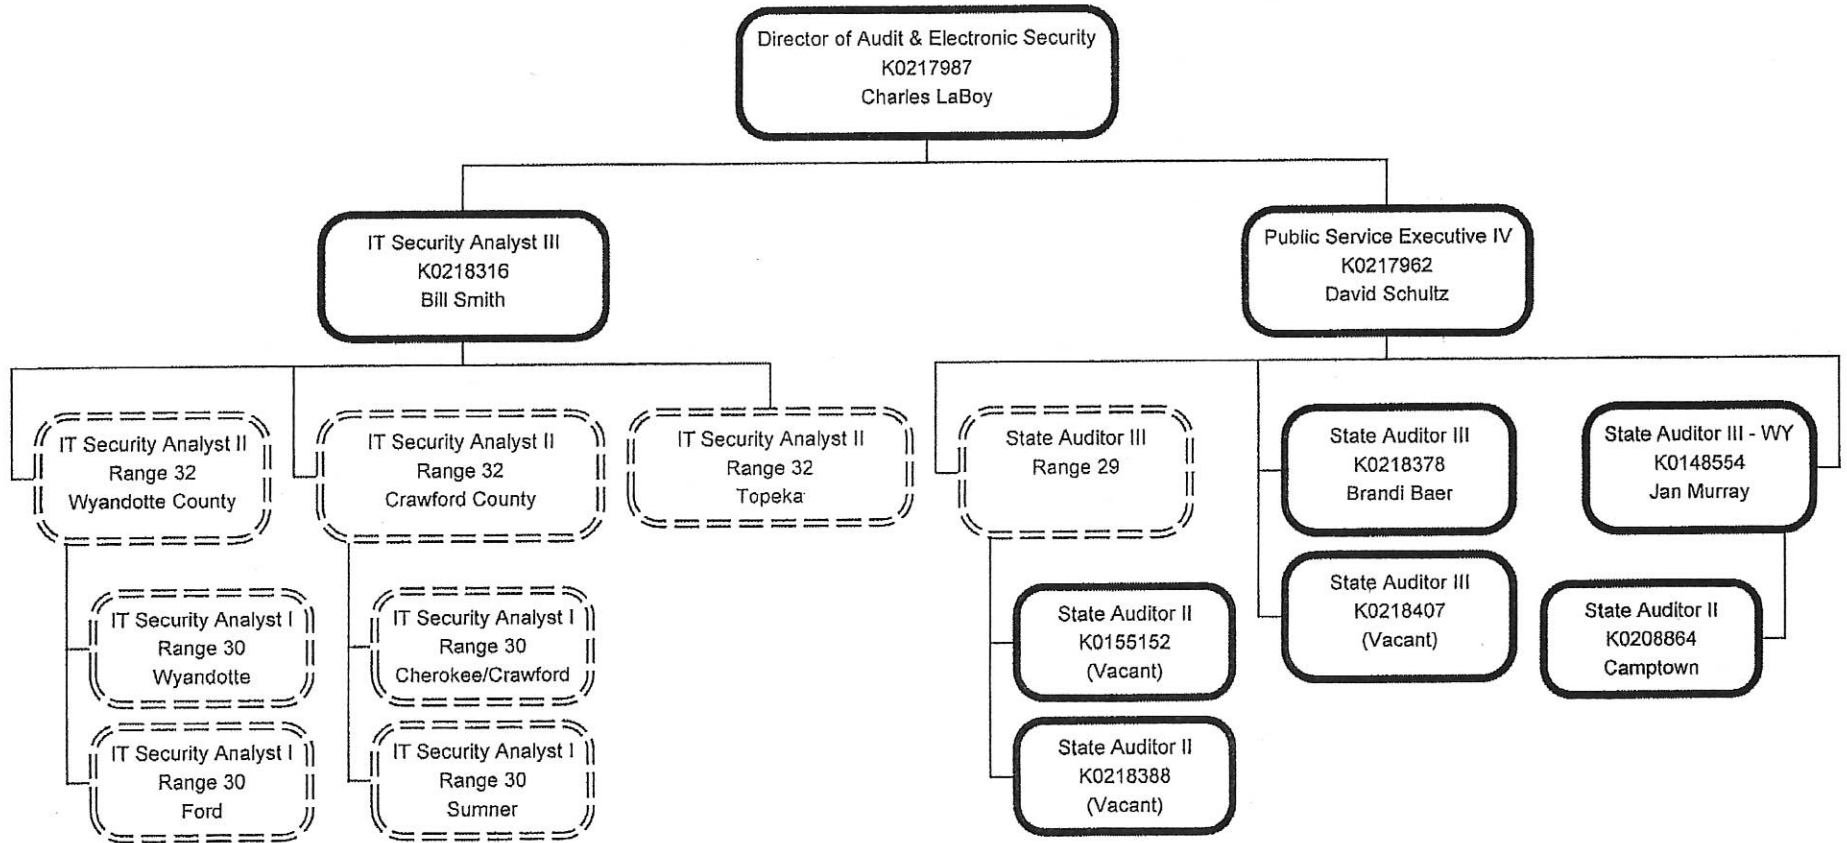 Director of Audit & Electronic Security
K0217987
Charles LaBoy
IT Security Analyst III
K0218316
Bill Smith
Public Service Executive IV
K0217962
David Schultz
IT Security Analyst II
Range 32
Wyandotte County
IT Security Analyst II
Range 32
Crawford County
IT Security Analyst II
Range 32
Topeka
State Auditor III
Range 29
State Auditor III
K0218378
Brandi Baer
State Auditor III - WY
K0148554
Jan Murray
IT Security Analyst I
Range 30
Wyandotte
IT Security Analyst I
Range 30
Cherokee/Crawford
State Auditor II
K0155152
(Vacant)
State Auditor III
K0218407
(Vacant)
State Auditor II
K0208864
Camptown
IT Security Analyst I
Range 30
Ford
IT Security Analyst I
Range 30
Sumner
State Auditor II
K0218388
(Vacant)